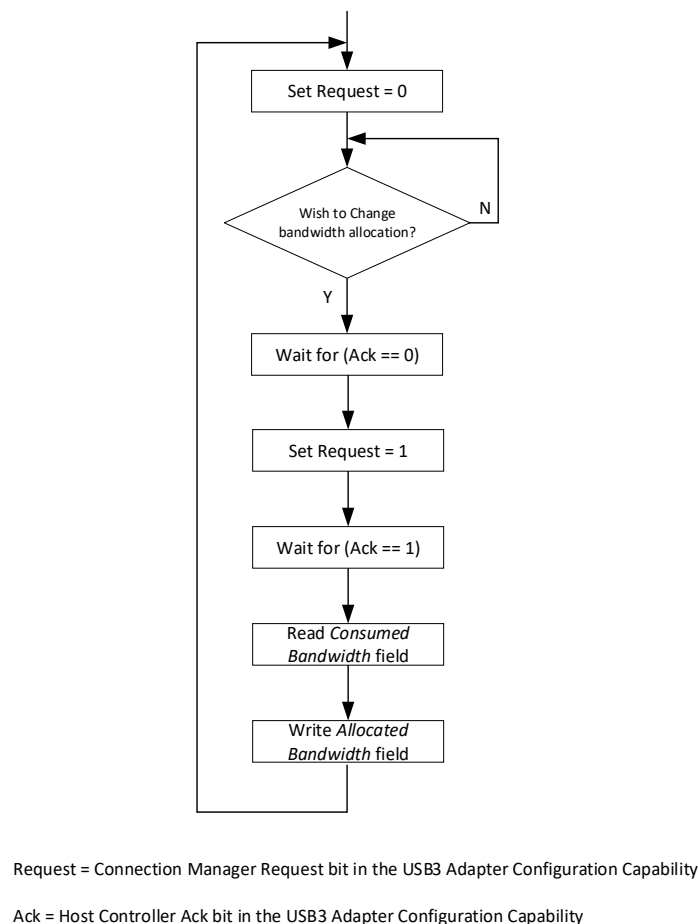 Set Request = 0
Wish to Change
bandwidth allocation?
N
Y
Wait for (Ack == 0)
Set Request = 1
Wait for (Ack == 1)
Read Consumed
Bandwidth field
Write Allocated
Bandwidth field
Request = Connection Manager Request bit in the USB3 Adapter Configuration Capability
Ack = Host Controller Ack bit in the USB3 Adapter Configuration Capability